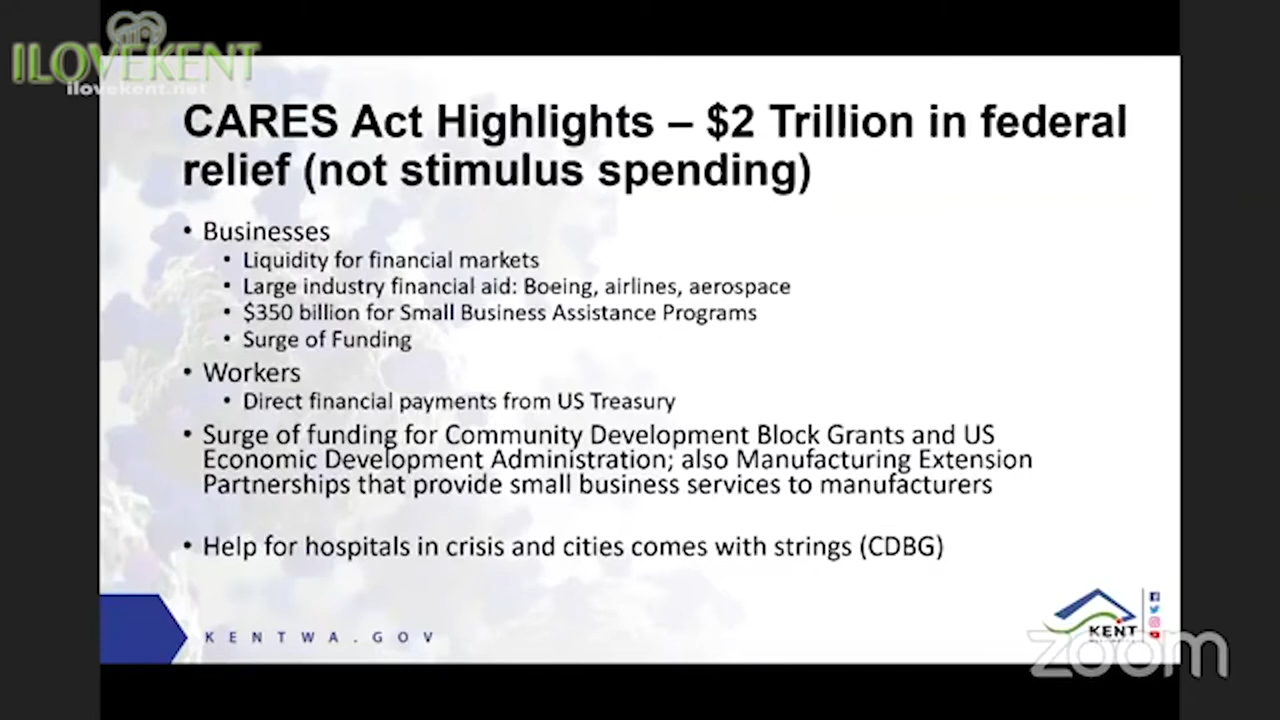 ILOVEKENT
ilovekent.net
CARES Act Highlights – $2 Trillion in federal
relief (not stimulus spending)
• Businesses
• Liquidity for financial markets
• Large industry financial aid: Boeing, airlines, aerospace
• $350 billion for Small Business Assistance Programs
• Surge of Funding
• Workers
• Direct financial payments from US Treasury
• Surge of funding for Community Development Block Grants and US
Economic Development Administration; also Manufacturing Extension
Partnerships that provide small business services to manufacturers
• Help for hospitals in crisis and cities comes with strings (CDBG)
KENTWA.GOV
KENT
zoom